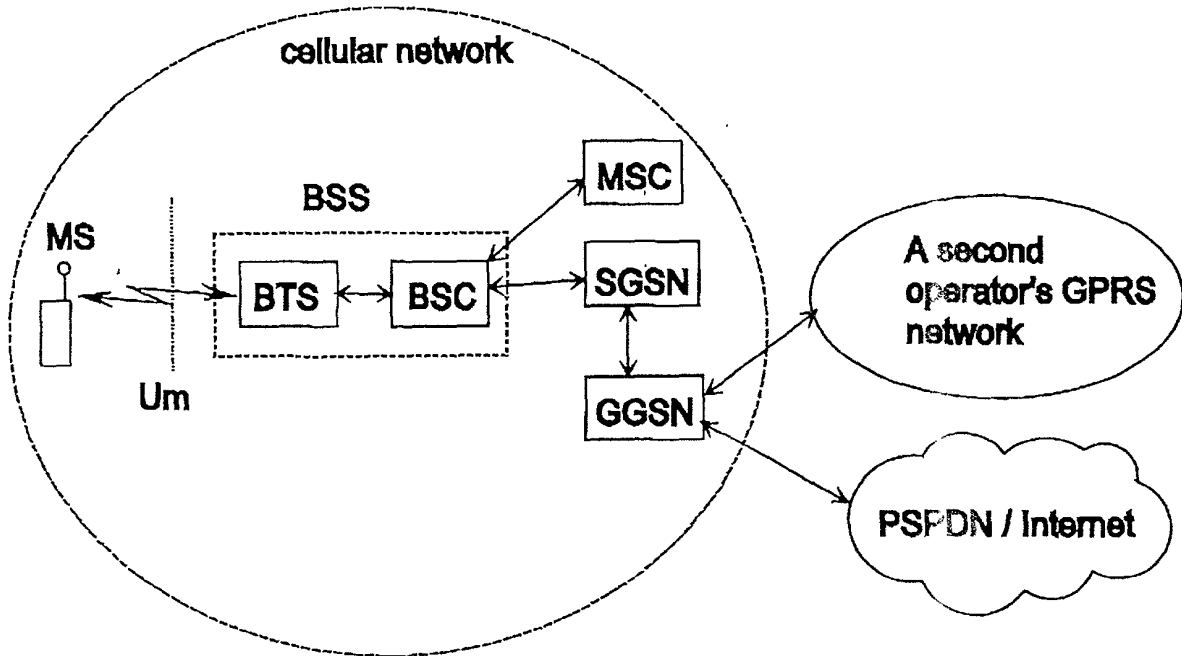 cellular network
MSC
BSS
MS
BTS
BSC
SGSN
A second
operator's GPRS
network
Um
GGSN
PSPDN / Internet